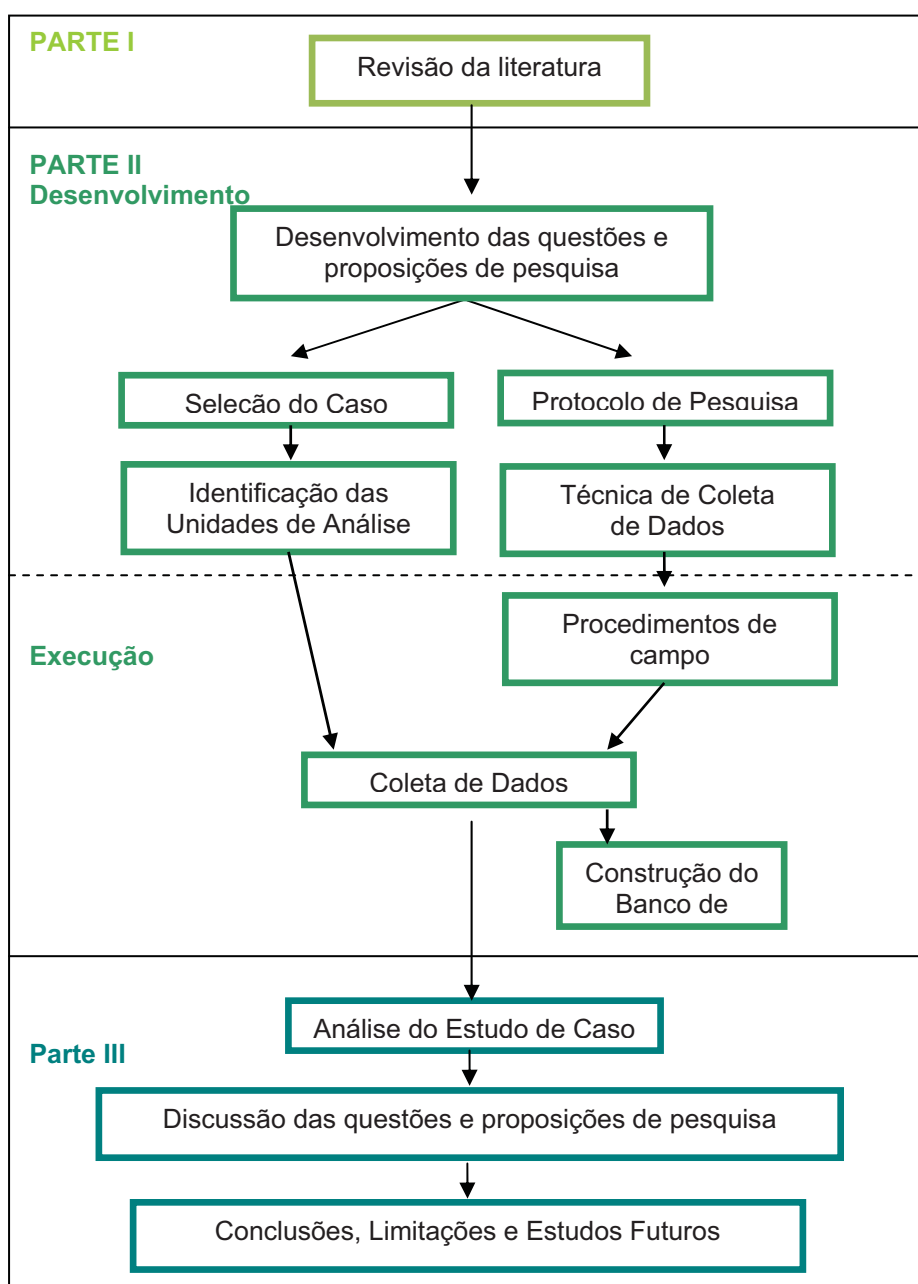 PARTE I
Revisão da literatura
PARTE II
Desenvolvimento
Desenvolvimento das questões e
proposições de pesquisa
Seleção do Caso
Protocolo de Pesquisa
Identificação das
Unidades de Análise
Técnica de Coleta
de Dados
Execução
Procedimentos de
campo
Coleta de Dados
Construção do
Banco de
Parte III
Análise do Estudo de Caso
Discussão das questões e proposições de pesquisa
Conclusões, Limitações e Estudos Futuros